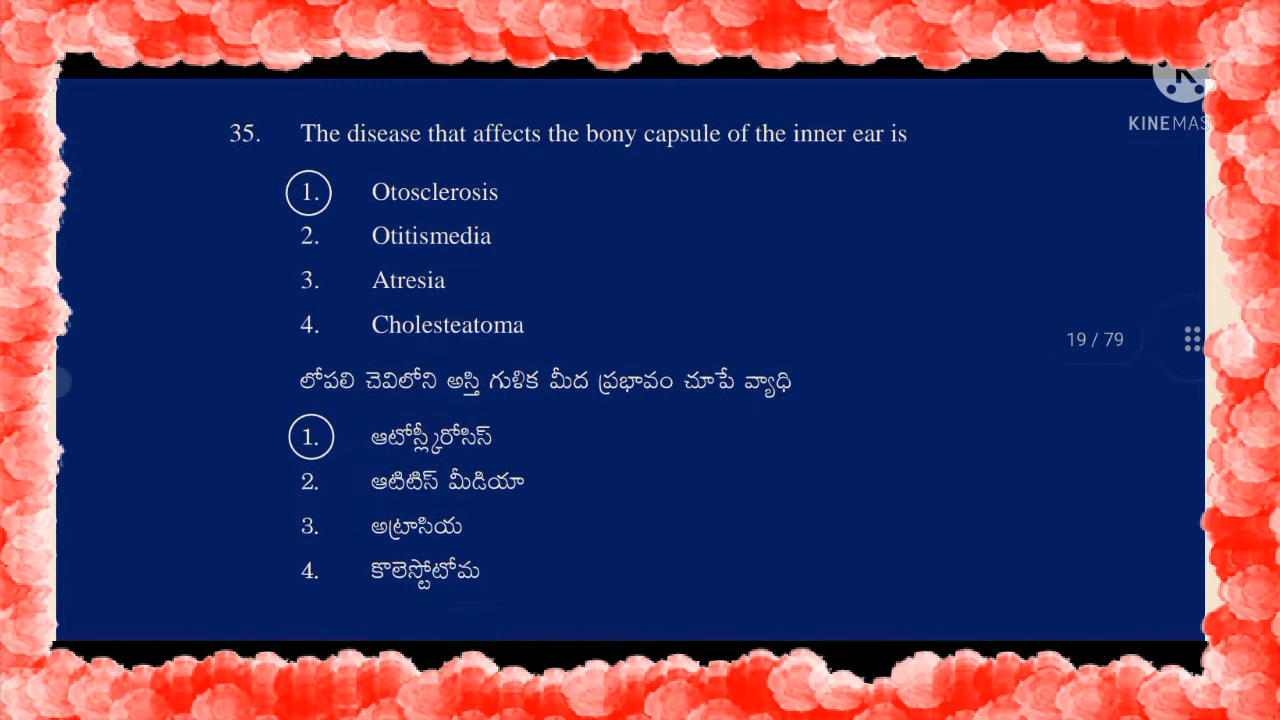 KINEMAS
35. The disease that affects the bony capsule of the inner ear is
1. Otosclerosis
2. Otitismedia
3. Atresia
4. Cholesteatoma
19 / 79
లోపలి చెవిలోని అస్తి గుళిక మీద ప్రభావం చూపే వ్యాధి
1. ఆటోస్క్లీరోసిస్
2. ఆటిటిస్ మీడియా
3. అట్రాసియ
4. కొలెస్టోటోమ